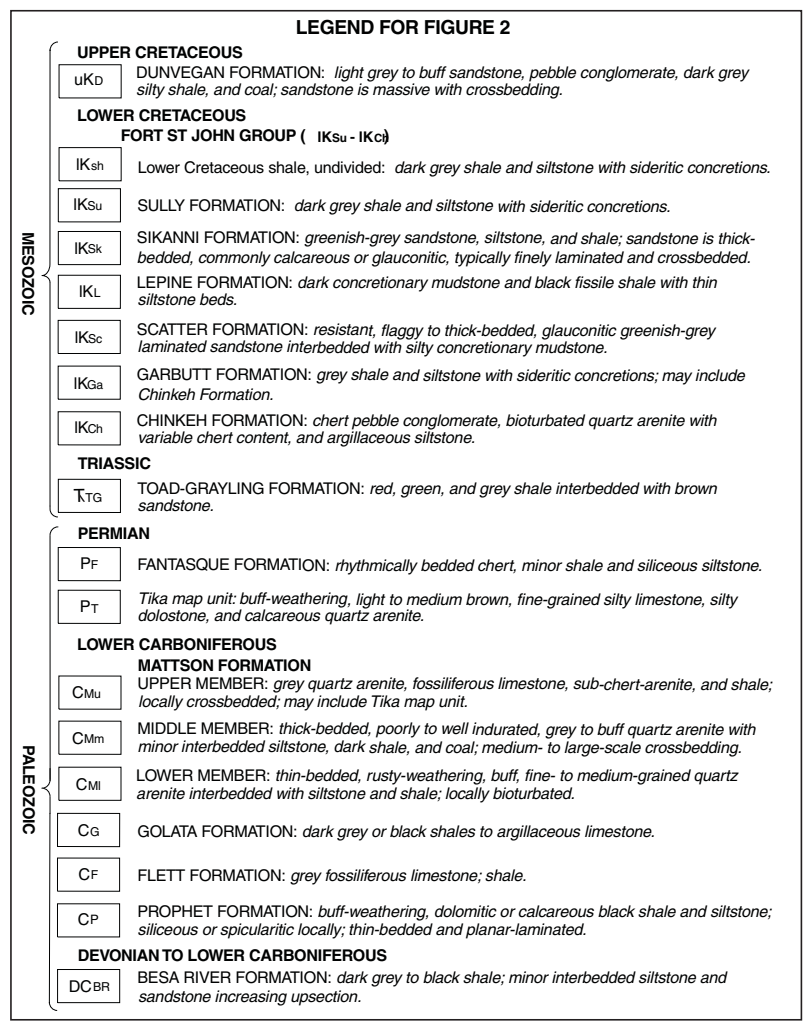 LEGEND FOR FIGURE 2
UPPER CRETACEOUS
uKD DUNVEGAN FORMATION: light grey to buff sandstone, pebble conglomerate, dark grey
silty shale, and coal; sandstone is massive with crossbedding.
LOWER CRETACEOUS
FORT ST JOHN GROUP ( lKSu - lKCh)
lKsh Lower Cretaceous shale, undivided: dark grey shale and siltstone with sideritic concretions.
lKSu SULLY FORMATION: dark grey shale and siltstone with sideritic concretions.
lKSk SIKANNI FORMATION: greenish-grey sandstone, siltstone, and shale; sandstone is thick-
bedded, commonly calcareous or glauconitic, typically finely laminated and crossbedded.
lKL LEPINE FORMATION: dark concretionary mudstone and black fissile shale with thin
siltstone beds.
lKSc SCATTER FORMATION: resistant, flaggy to thick-bedded, glauconitic greenish-grey
laminated sandstone interbedded with silty concretionary mudstone.
lKGa GARBUTT FORMATION: grey shale and siltstone with sideritic concretions; may include
Chinkeh Formation.
lKCh CHINKEH FORMATION: chert pebble conglomerate, bioturbated quartz arenite with
variable chert content, and argillaceous siltstone.
MESOZOIC
TRIASSIC
TRTG TOAD-GRAYLING FORMATION: red, green, and grey shale interbedded with brown
sandstone.
PERMIAN
PF FANTASQUE FORMATION: rhythmically bedded chert, minor shale and siliceous siltstone.
PT Tika map unit: buff-weathering, light to medium brown, fine-grained silty limestone, silty
dolostone, and calcareous quartz arenite.
LOWER CARBONIFEROUS
MATTSON FORMATION
CMu UPPER MEMBER: grey quartz arenite, fossiliferous limestone, sub-chert-arenite, and shale;
locally crossbedded; may include Tika map unit.
CMm MIDDLE MEMBER: thick-bedded, poorly to well indurated, grey to buff quartz arenite with
minor interbedded siltstone, dark shale, and coal; medium- to large-scale crossbedding.
CMl LOWER MEMBER: thin-bedded, rusty-weathering, buff, fine- to medium-grained quartz
arenite interbedded with siltstone and shale; locally bioturbated.
PALEOZOIC
CG GOLATA FORMATION: dark grey or black shales to argillaceous limestone.
CF FLETT FORMATION: grey fossiliferous limestone; shale.
CP PROPHET FORMATION: buff-weathering, dolomitic or calcareous black shale and siltstone;
siliceous or spicularitic locally; thin-bedded and planar-laminated.
DEVONIAN TO LOWER CARBONIFEROUS
DCBR BESA RIVER FORMATION: dark grey to black shale; minor interbedded siltstone and
sandstone increasing upsection.